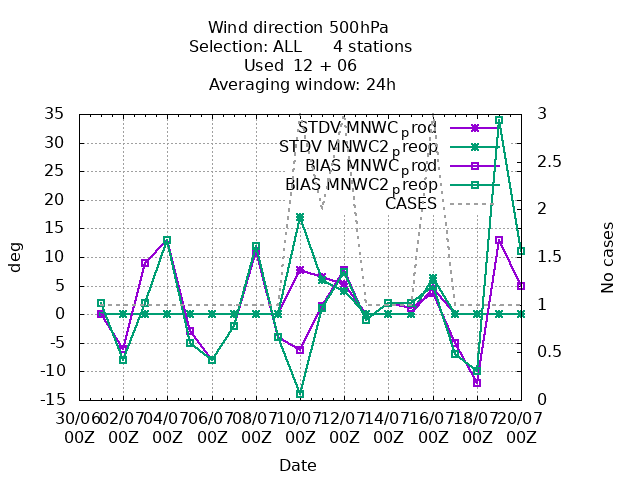 Wind direction 500hPa
Selection: ALL      4 stations
Used  12 + 06
Averaging window: 24h
35
30
25
20
15
10
5
0
-5
-10
-15
deg
3
2.5
2
1.5
1
0.5
0
No cases
STDV MNWC_prod
STDV MNWC2_preop
BIAS MNWC_prod
BIAS MNWC2_preop
CASES
30/06 02/07 04/07 06/07 08/07 10/07 12/07 14/07 16/07 18/07 20/07
00Z 00Z 00Z 00Z 00Z 00Z 00Z 00Z 00Z 00Z 00Z
Date